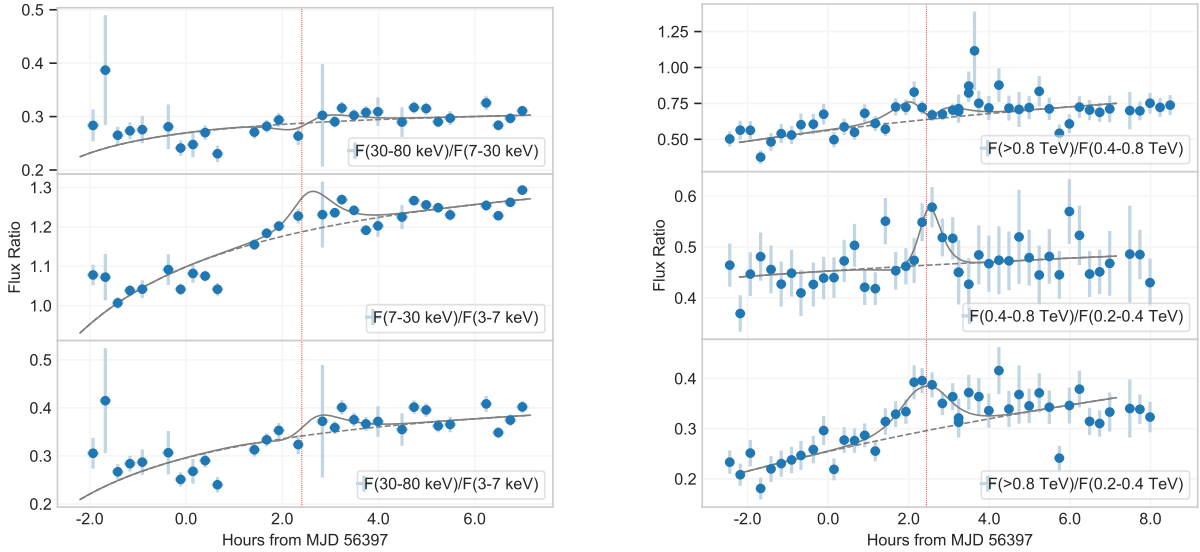 0.5
0.4
0.3
0.2
F(30-80 keV)/F(7-30 keV)
1.3
1.2
1.1
1.0
Flux Ratio
F(7-30 keV)/F(3-7 keV)
0.5
0.4
0.3
0.2
F(30-80 keV)/F(3-7 keV)
-2.0 0.0 2.0 4.0 6.0
Hours from MJD 56397
1.25
1.00
0.75
0.50
F(>0.8 TeV)/F(0.4-0.8 TeV)
0.6
0.5
0.4
Flux Ratio
F(0.4-0.8 TeV)/F(0.2-0.4 TeV)
0.4
0.3
0.2
F(>0.8 TeV)/F(0.2-0.4 TeV)
-2.0 0.0 2.0 4.0 6.0 8.0
Hours from MJD 56397